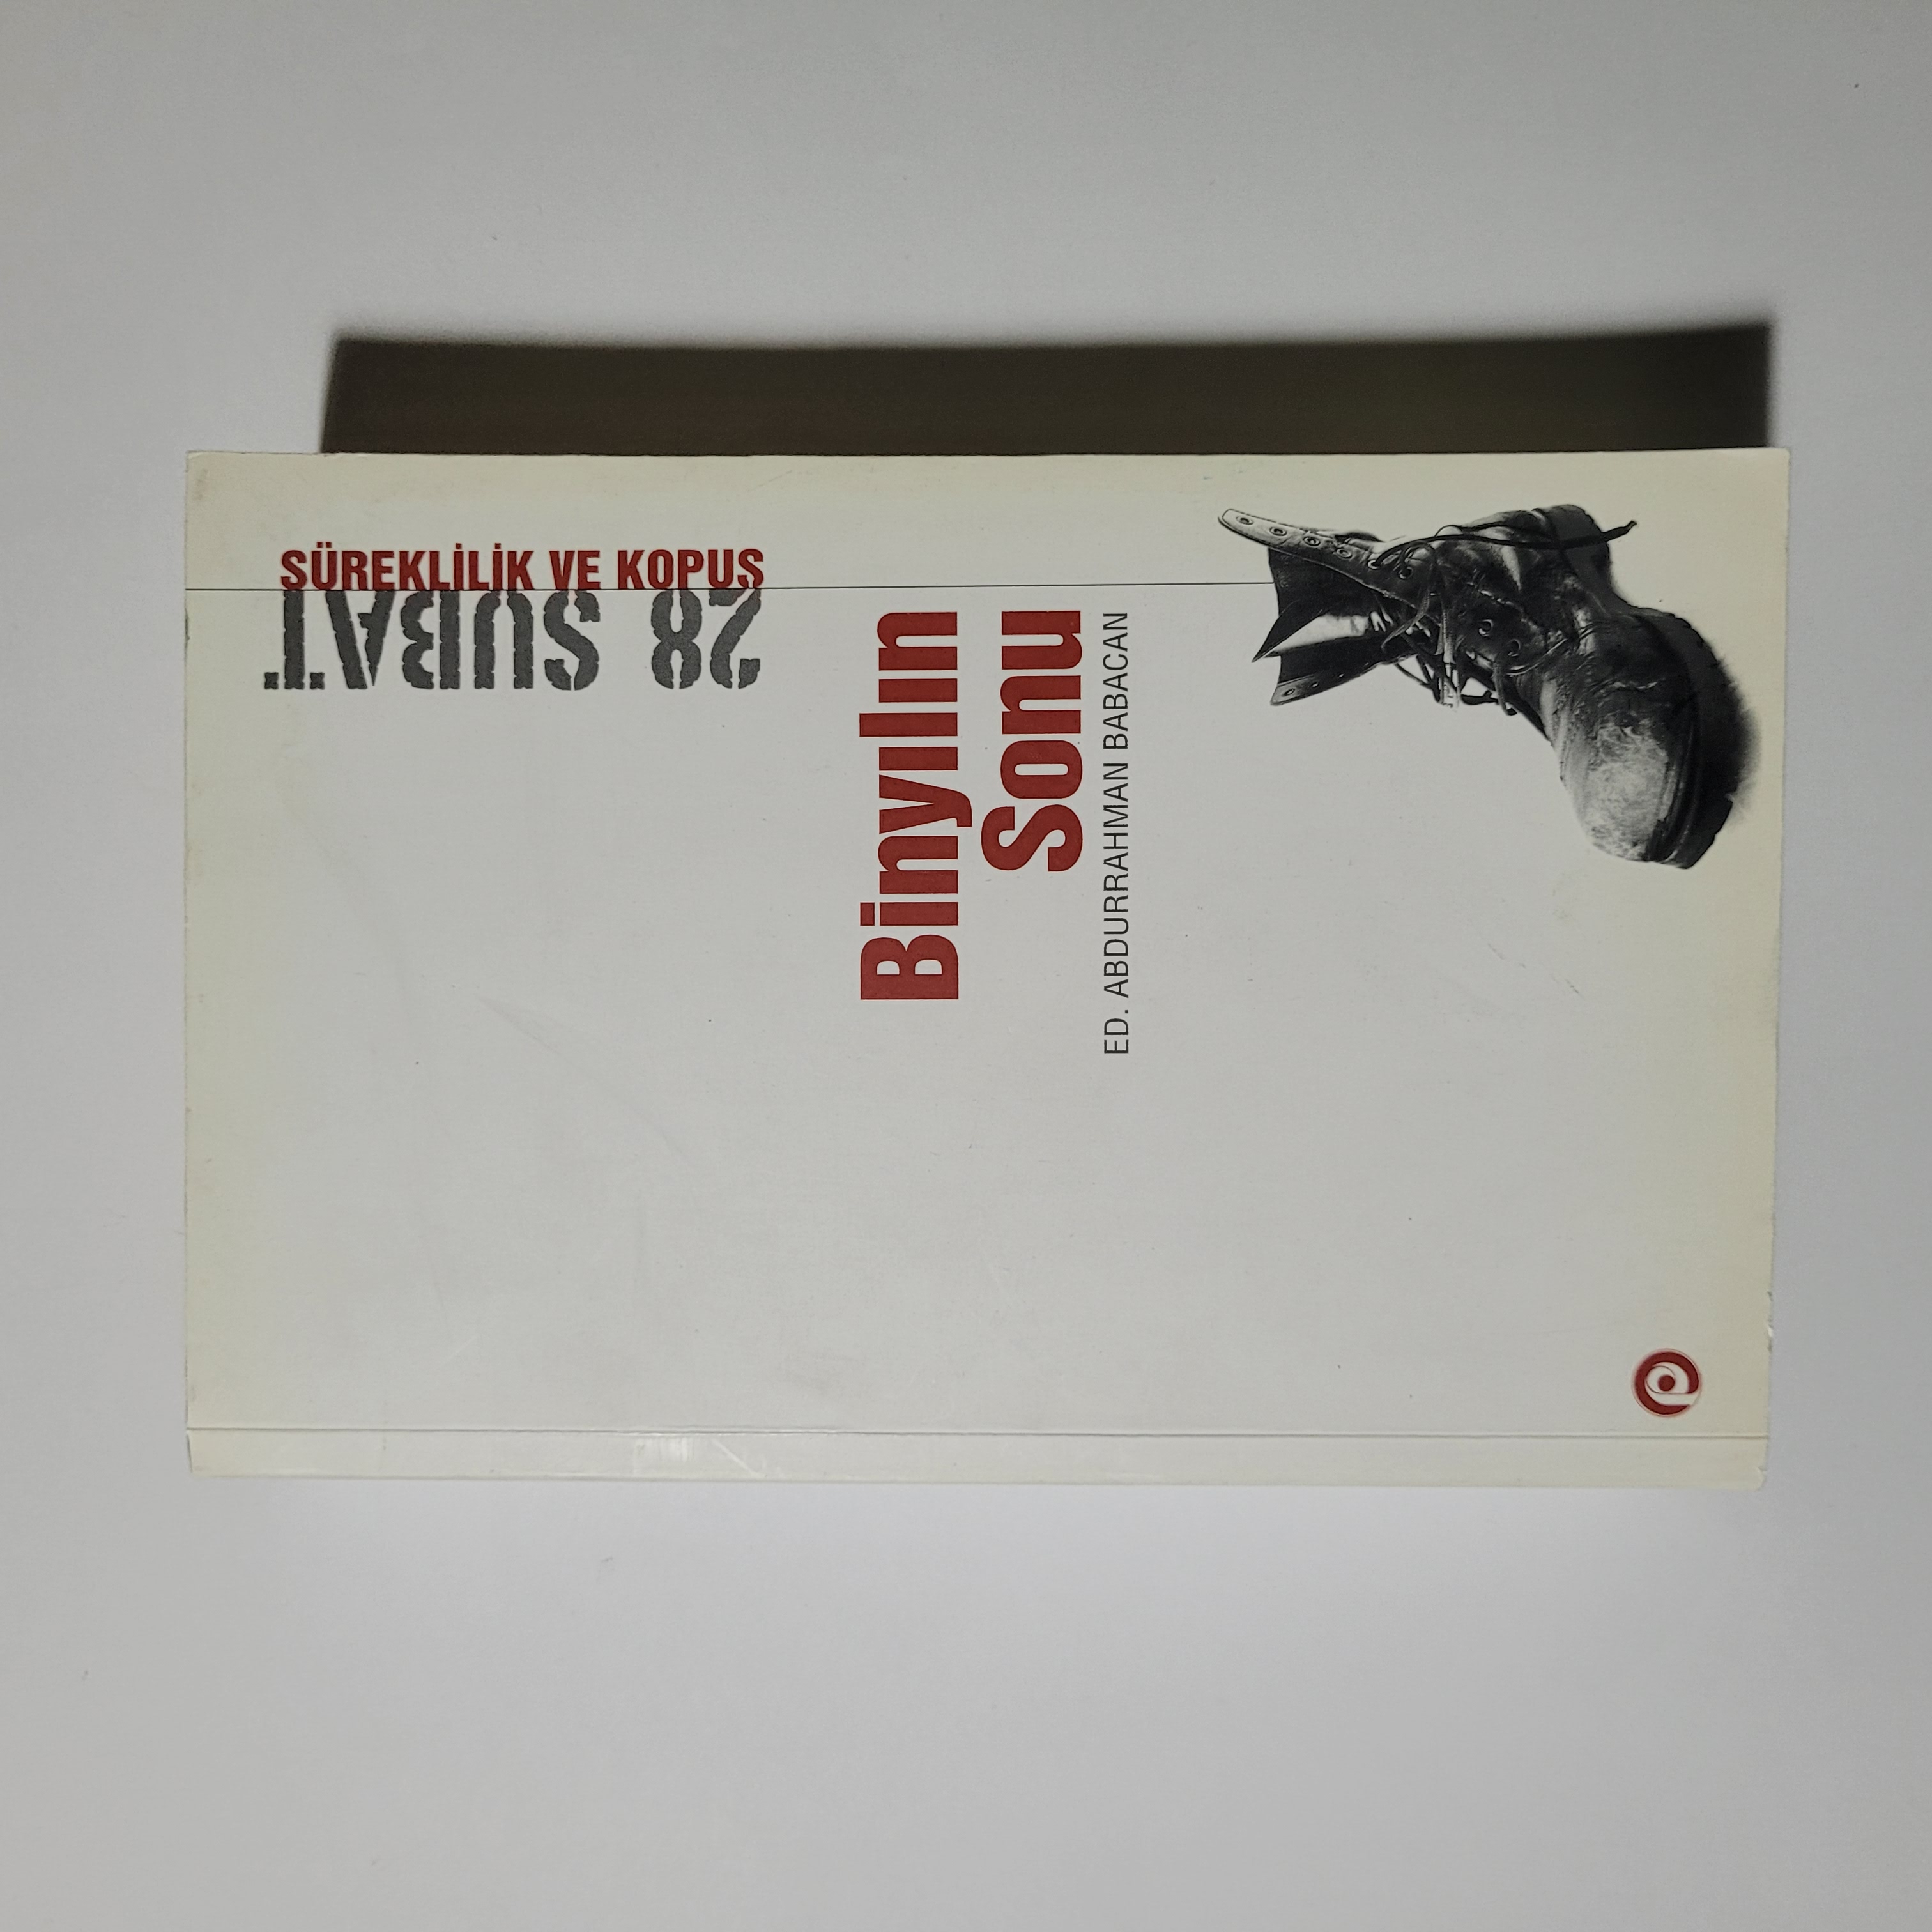 SÜREKLİLİK VE KOPUŞ
28 ŞUBAT
Binyılın
Sonu
ED. ABDURRAHMAN BABACAN